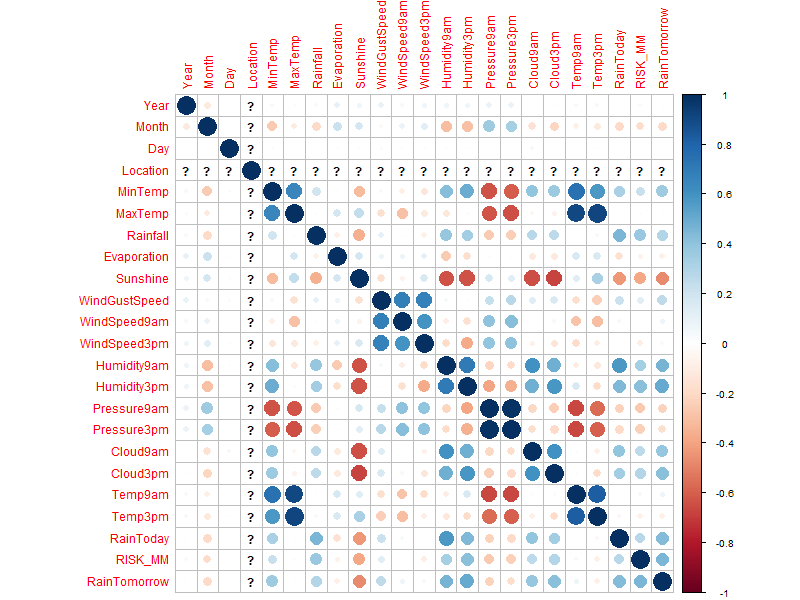 Year
Month
Day
Location
MinTemp
MaxTemp
Rainfall
Evaporation
Sunshine
WindGustSpeed
WindSpeed9am
WindSpeed3pm
Humidity9am
Humidity3pm
Pressure9am
Pressure3pm
Cloud9am
Cloud3pm
Temp9am
Temp3pm
RainToday
RISK_MM
RainTomorrow
Year ?
Month ?
Day ?
Location ? ? ? ? ? ? ? ? ? ? ? ? ? ? ? ? ? ? ? ? ? ?
MinTemp ?
MaxTemp ?
Rainfall ?
Evaporation ?
Sunshine ?
WindGustSpeed ?
WindSpeed9am ?
WindSpeed3pm ?
Humidity9am ?
Humidity3pm ?
Pressure9am ?
Pressure3pm ?
Cloud9am ?
Cloud3pm ?
Temp9am ?
Temp3pm ?
RainToday ?
RISK_MM ?
RainTomorrow ?
1
0.8
0.6
0.4
0.2
0
-0.2
-0.4
-0.6
-0.8
-1